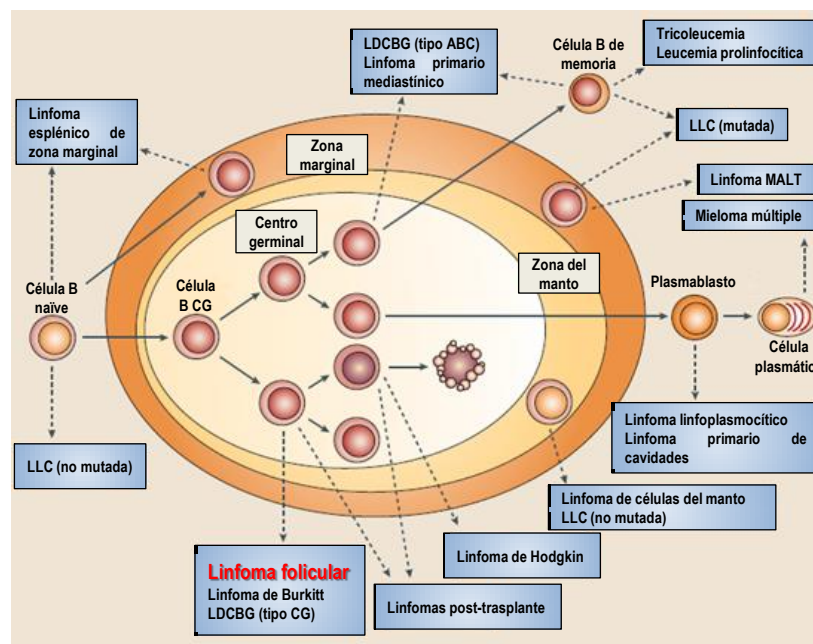 LDCBG (tipo ABC)
Linfoma primario
mediastínico
Célula B de
memoria
Tricoleucemia
Leucemia prolinfocítica
Linfoma
esplénico de
zona marginal
Zona
marginal
LLC (mutada)
Linfoma MALT
Mieloma múltiple
Centro
germinal
Zona del
manto
Célula B
naïve
Célula
B CG
Plasmablasto
Célula
plasmátic
LLC (no mutada)
Linfoma linfoplasmocítico
Linfoma primario de
cavidades
Linfoma de células del manto
LLC (no mutada)
Linfoma de Hodgkin
Linfoma folicular
Linfoma de Burkitt
LDCBG (tipo CG)
Linfomas post-trasplante